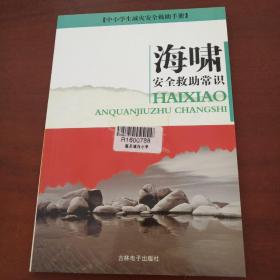 【中小学生减灾安全救助手册】
海啸
安全救助常识
HAIXIAO
ANQUANJIUZHU CHANGSHI
R1600788
吉林电子出版社